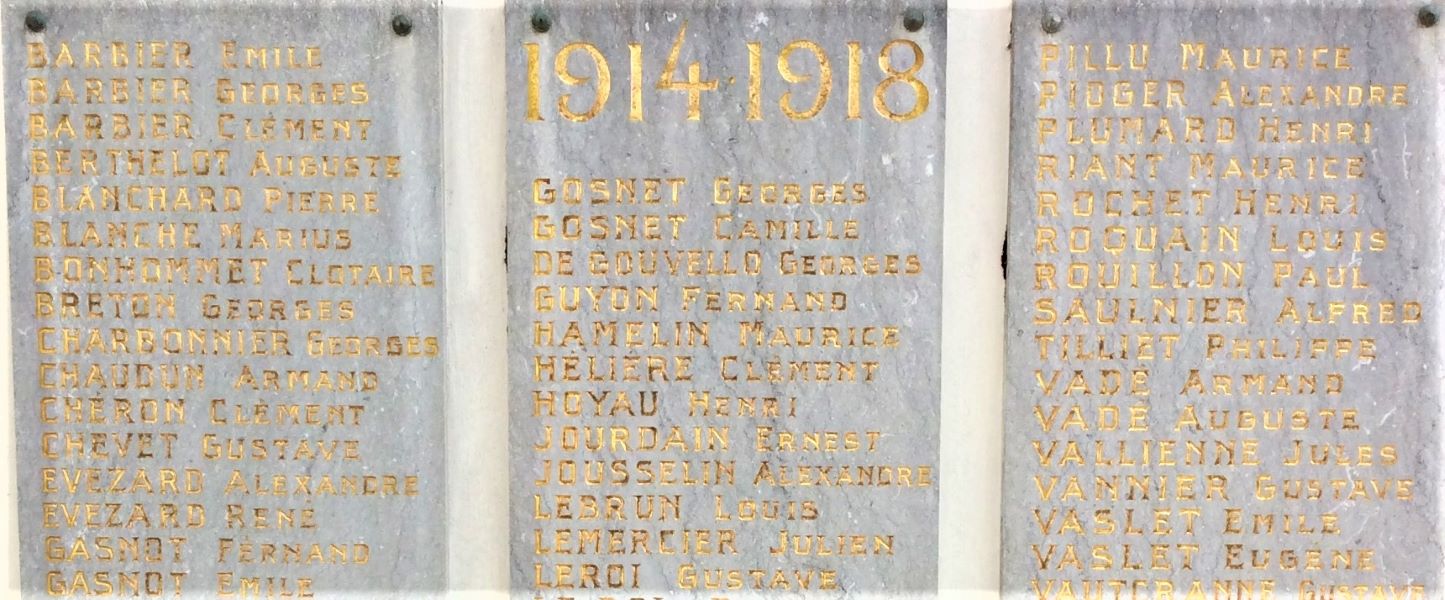 BARBIER EMILE
BARBIER GEORGES
BARBIER CLÉMENT
BERTHELOT AUGUSTE
BLANCHARD PIERRE
BLANCHE MARIUS
BONHOMMET CLOTAIRE
BRETON GEORGES
CHARBONNIER GEORGES
CHAUDUN ARMAND
CHÉRON CLÉMENT
CHEVET GUSTAVE
EVEZARD ALEXANDRE
EVEZARD RENÉ
GASNOT FERNAND
GASNOT EMILE
1914-1918
GOSNET GEORGES
GOSNET CAMILLE
DE GOUVELLO GEORGES
GUYON FERNAND
HAMELIN MAURICE
HÉLIÈRE CLÉMENT
HOYAU HENRI
JOURDAIN ERNEST
JOUSSELIN ALEXANDRE
LEBRUN LOUIS
LEMERCIER JULIEN
LEROI GUSTAVE
PILLU MAURICE
PIOGER ALEXANDRE
PLUMARD HENRI
RIANT MAURICE
ROCHET HENRI
ROQUAIN LOUIS
ROUILLON PAUL
SAULNIER ALFRED
TILLIET PHILIPPE
VADÉ ARMAND
VADÉ AUGUSTE
VALLIENNE JULES
VANNIER GUSTAVE
VASLET EMILE
VASLET EUGÈNE
GUSTAVE